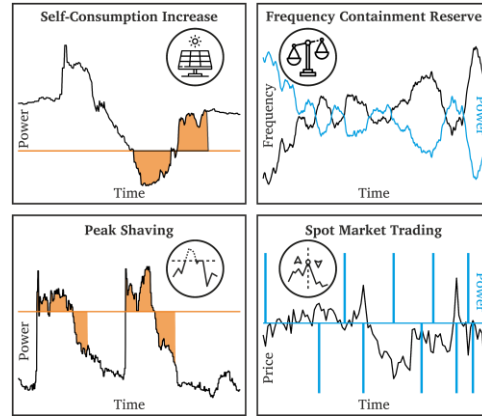 Self-Consumption Increase
Power
Time
Frequency Containment Reserve
Frequency
Power
Time
Peak Shaving
Power
Time
Spot Market Trading
Price
Power
Time